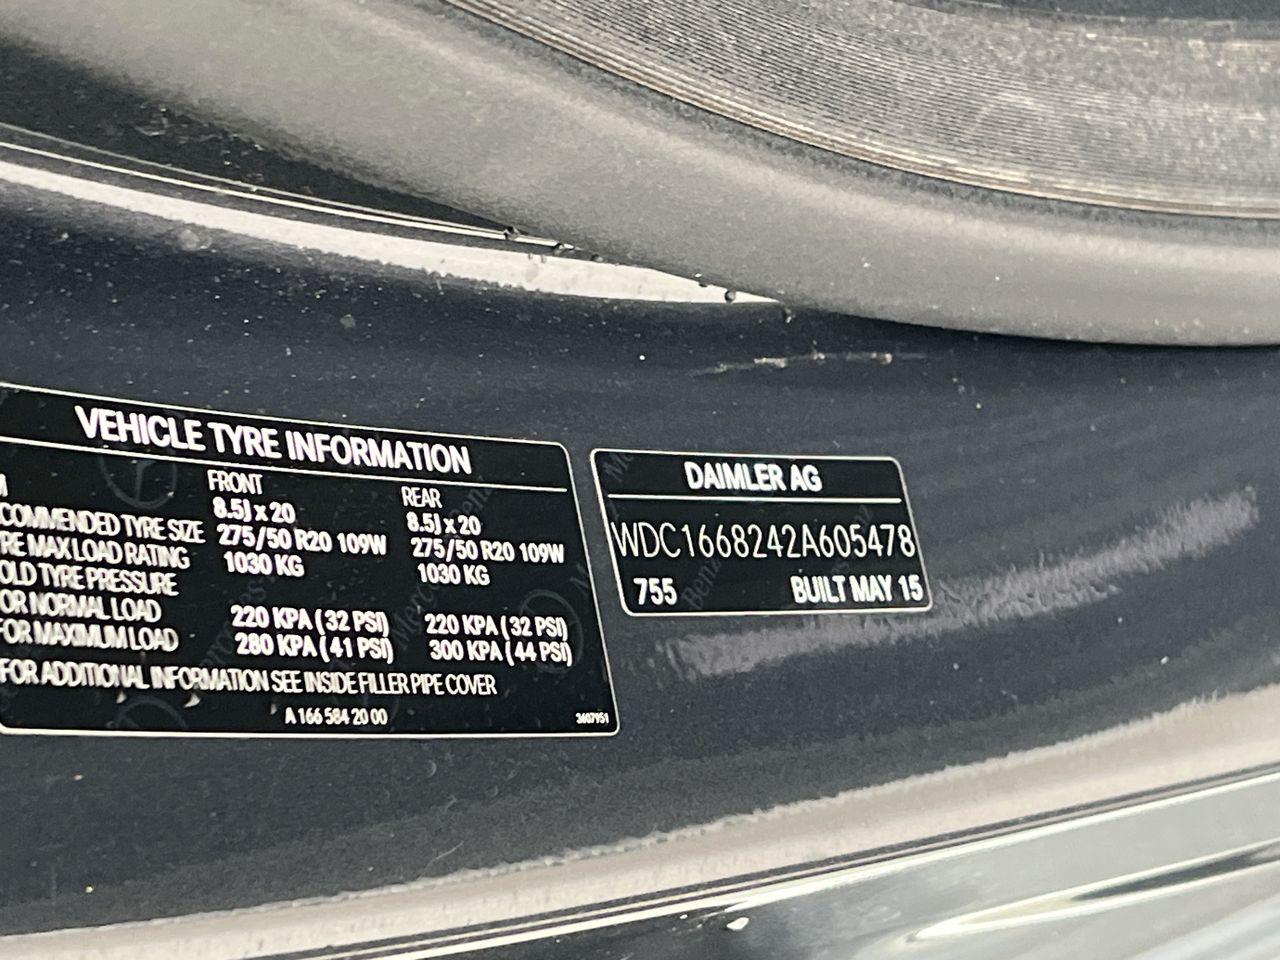 VEHICLE TYRE INFORMATION
FRONT REAR
8.5J x 20 8.5J x 20
COMMENDED TYRE SIZE 275/50 R20 109W 275/50 R20 109W
RE MAX LOAD RATING 1030 KG 1030 KG
OLD TYRE PRESSURE
OR NORMAL LOAD 220 KPA (32 PSI) 220 KPA (32 PSI)
FOR MAXIMUM LOAD 280 KPA (41 PSI) 300 KPA (44 PSI)
FOR ADDITIONAL INFORMATION SEE INSIDE FILLER PIPE COVER
A 166 584 20 00 3607951
DAIMLER AG
WDC1668242A605478
755 BUILT MAY 15